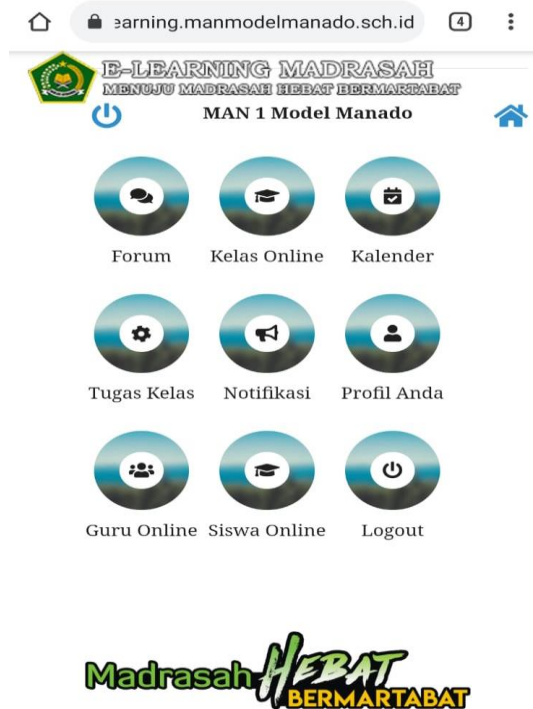 earning.manmodelmanado.sch.id 4
E-LEARNING MADRASAH
MENUJU MADRASAH HEBAT BERMARTABAT
MAN 1 Model Manado
Forum Kelas Online Kalender
Tugas Kelas Notifikasi Profil Anda
Guru Online Siswa Online Logout
Madrasah HEBAT
BERMARTABAT